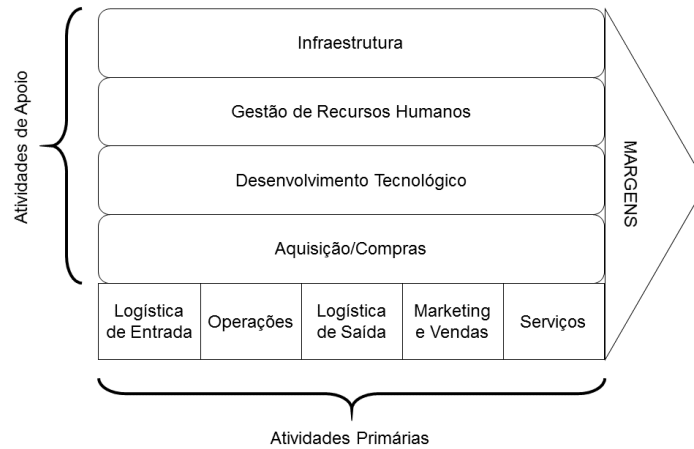 Atividades de Apoio
Infraestrutura
Gestão de Recursos Humanos
Desenvolvimento Tecnológico
Aquisição/Compras
MARGENS
Logística
de Entrada
Operações
Logística
de Saída
Marketing
e Vendas
Serviços
Atividades Primárias